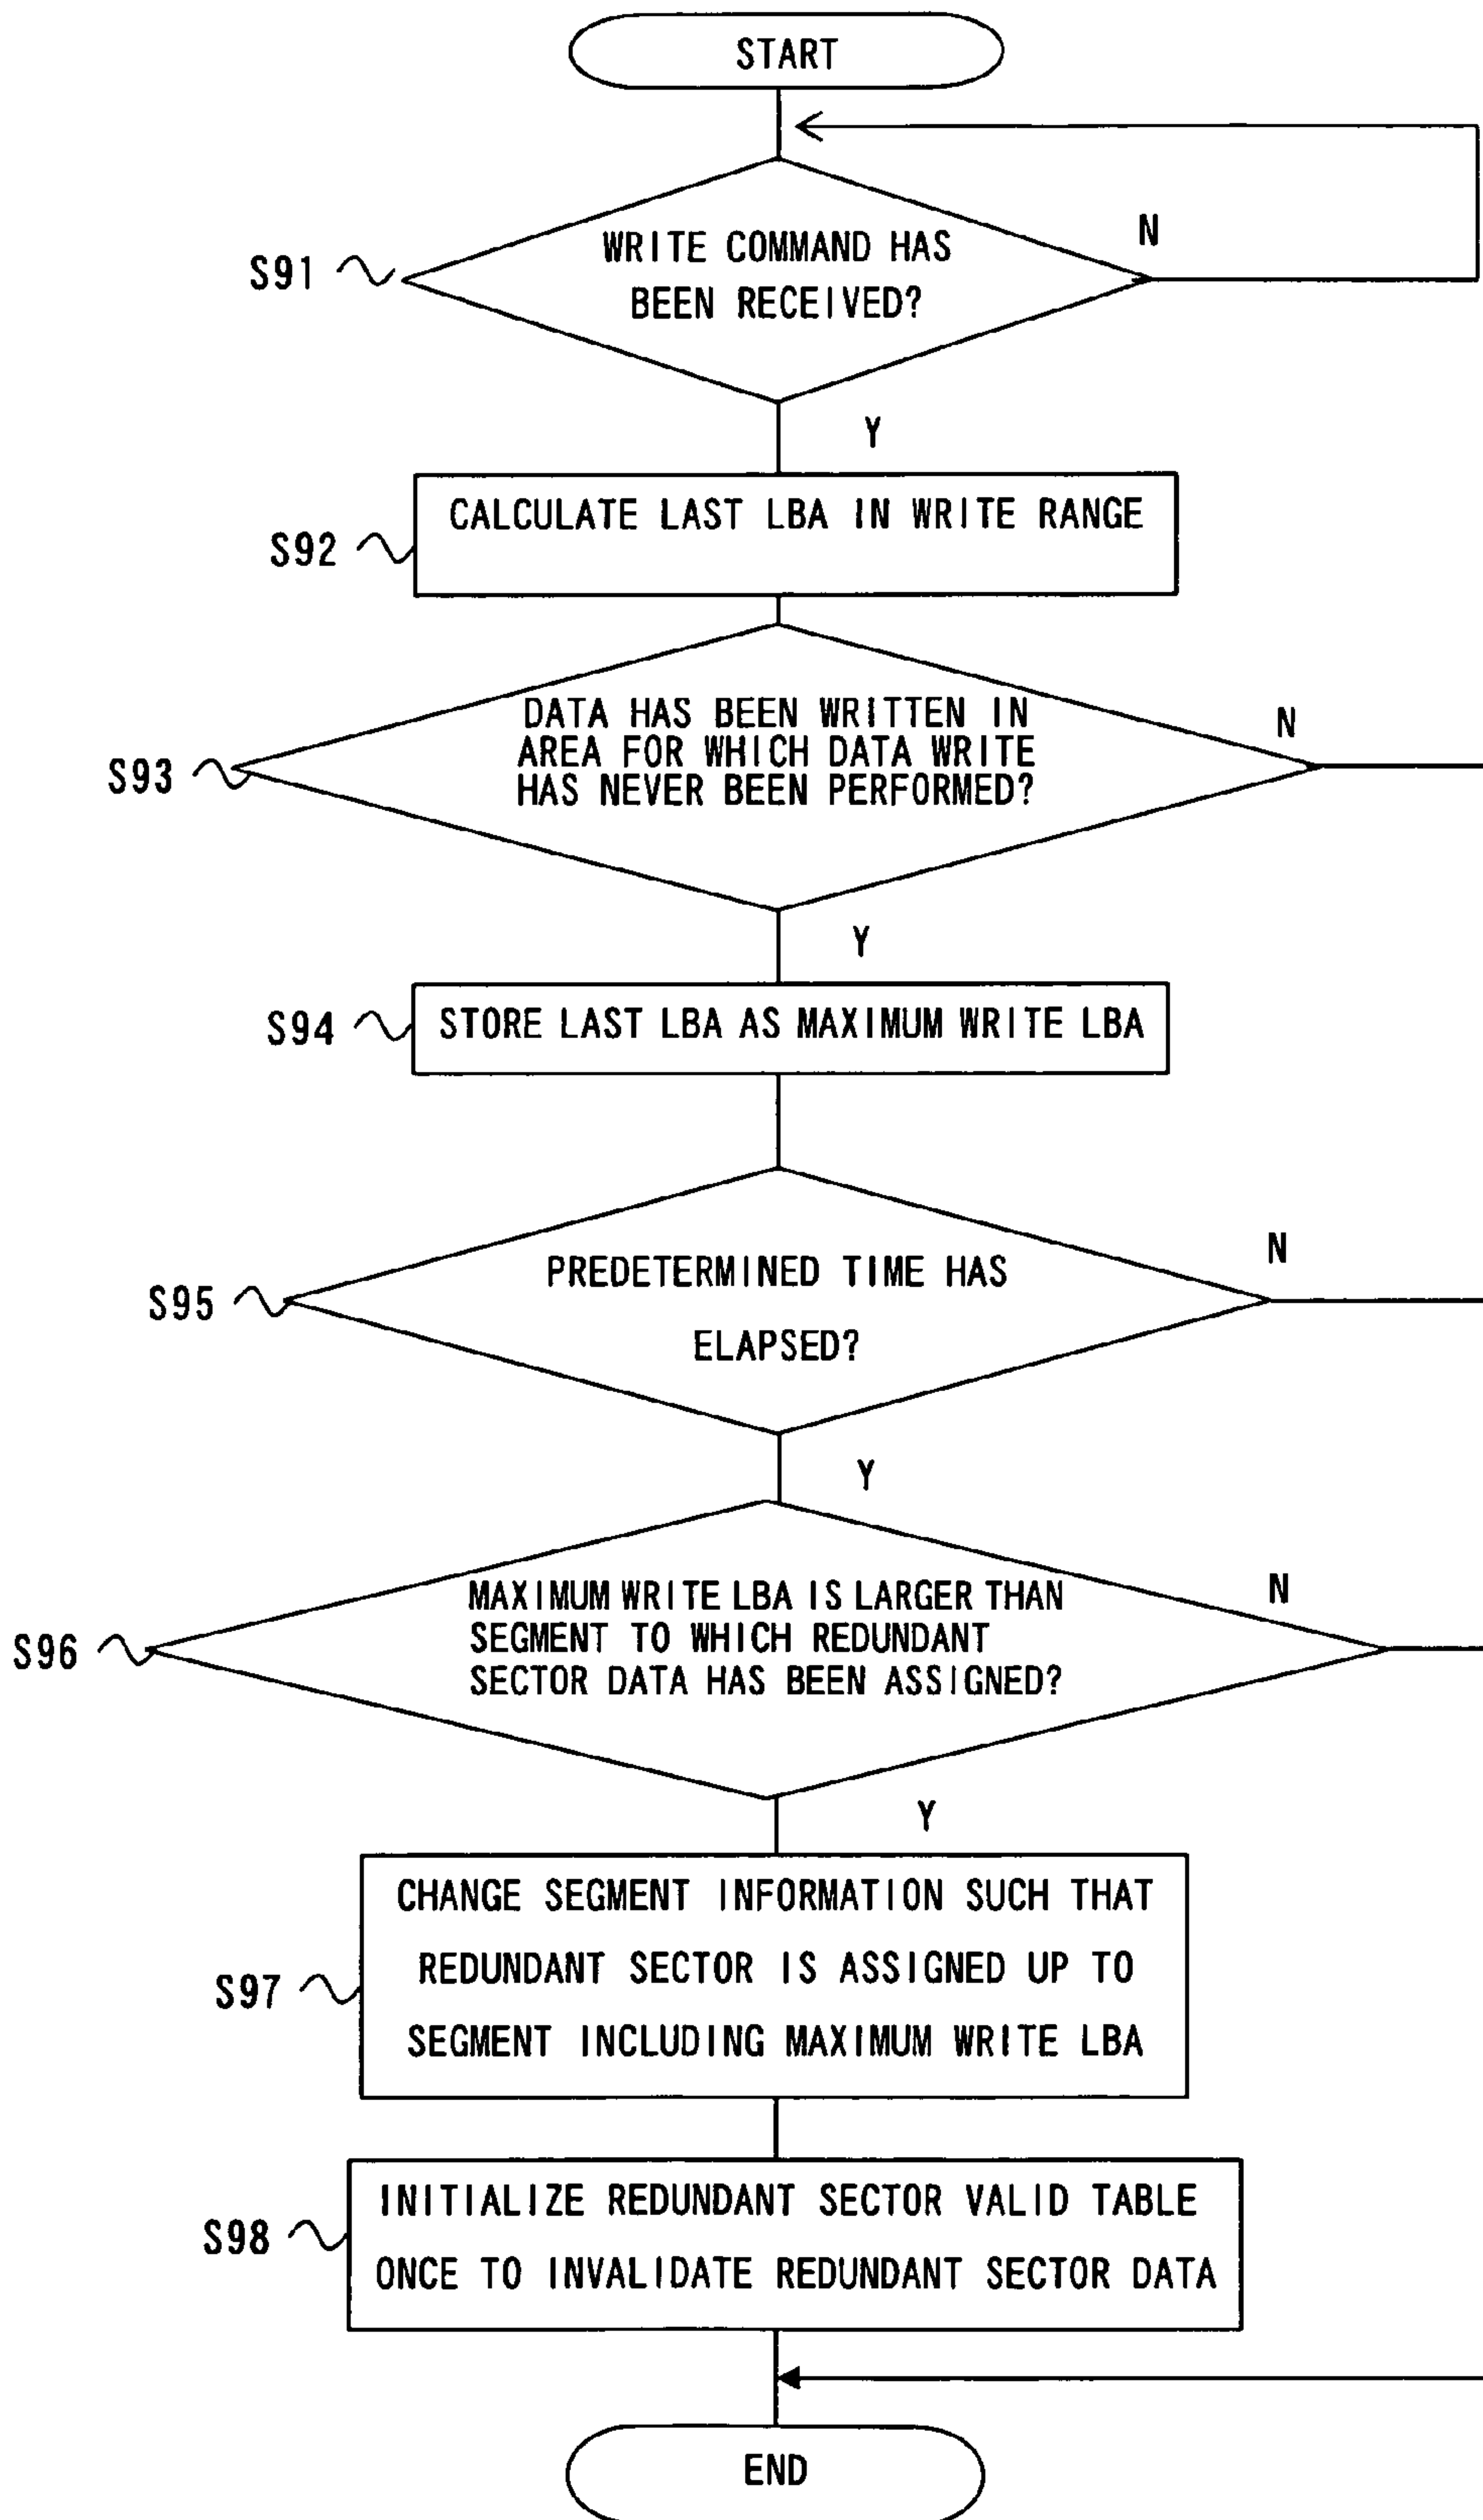 START
WRITE COMMAND HAS
BEEN RECEIVED?
N
S91
Y
CALCULATE LAST LBA IN WRITE RANGE
S92
DATA HAS BEEN WRITTEN IN
AREA FOR WHICH DATA WRITE
HAS NEVER BEEN PERFORMED?
N
S93
Y
STORE LAST LBA AS MAXIMUM WRITE LBA
S94
PREDETERMINED TIME HAS
ELAPSED?
N
S95
Y
MAXIMUM WRITE LBA IS LARGER THAN
SEGMENT TO WHICH REDUNDANT
SECTOR DATA HAS BEEN ASSIGNED?
N
S96
Y
CHANGE SEGMENT INFORMATION SUCH THAT
REDUNDANT SECTOR IS ASSIGNED UP TO
SEGMENT INCLUDING MAXIMUM WRITE LBA
S97
INITIALIZE REDUNDANT SECTOR VALID TABLE
ONCE TO INVALIDATE REDUNDANT SECTOR DATA
S98
END